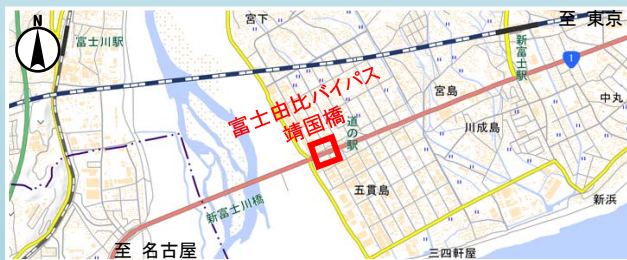 N
富士川駅
宮下
至 東京
新富士駅
1
宮島
中丸
富士由比バイパス
靖国橋
道の駅
川成島
五貫島
新浜
新富士川橋
至 名古屋
三四軒屋